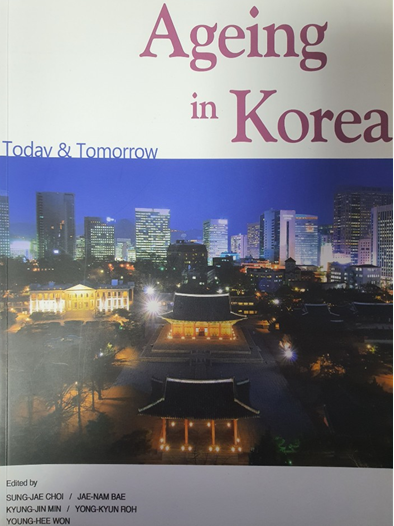 Ageing
in Korea
Today & Tomorrow
Edited by
SUNG-JAE CHOI / JAE-NAM BAE
KYUNG-JIN MIN / YONG-KYUN ROH
YOUNG-HEE WON